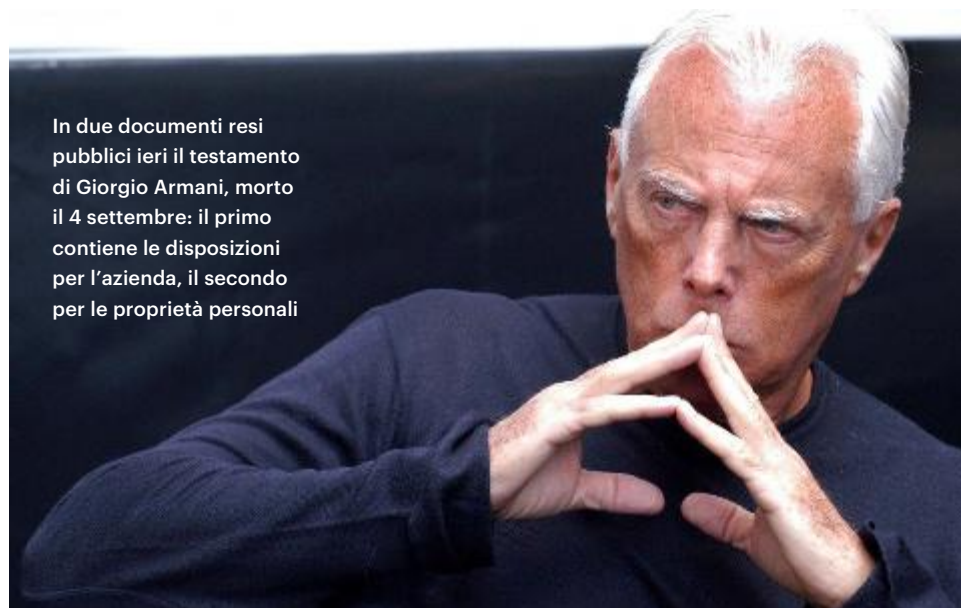 In due documenti resi
pubblici ieri il testamento
di Giorgio Armani, morto
il 4 settembre: il primo
contiene le disposizioni
per l’azienda, il secondo
per le proprietà personali